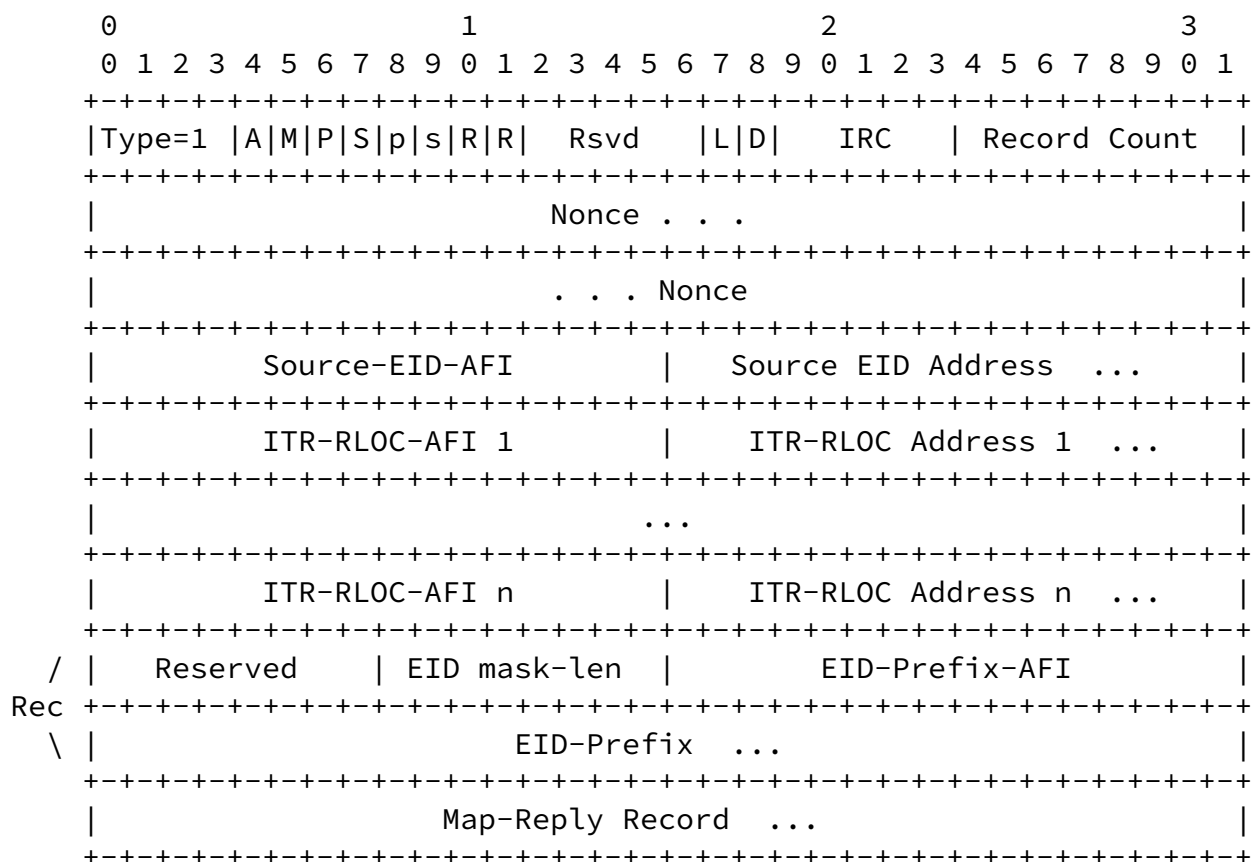 0                   1                   2                   3
 0 1 2 3 4 5 6 7 8 9 0 1 2 3 4 5 6 7 8 9 0 1 2 3 4 5 6 7 8 9 0 1
+-+-+-+-+-+-+-+-+-+-+-+-+-+-+-+-+-+-+-+-+-+-+-+-+-+-+-+-+-+-+-+-+
|Type=1 |A|M|P|S|p|s|R|R|  Rsvd   |L|D|   IRC   | Record Count  |
+-+-+-+-+-+-+-+-+-+-+-+-+-+-+-+-+-+-+-+-+-+-+-+-+-+-+-+-+-+-+-+-+
|                         Nonce . . .                           |
+-+-+-+-+-+-+-+-+-+-+-+-+-+-+-+-+-+-+-+-+-+-+-+-+-+-+-+-+-+-+-+-+
|                         . . . Nonce                           |
+-+-+-+-+-+-+-+-+-+-+-+-+-+-+-+-+-+-+-+-+-+-+-+-+-+-+-+-+-+-+-+-+
|         Source-EID-AFI        |   Source EID Address  ...     |
+-+-+-+-+-+-+-+-+-+-+-+-+-+-+-+-+-+-+-+-+-+-+-+-+-+-+-+-+-+-+-+-+
|         ITR-RLOC-AFI 1        |    ITR-RLOC Address 1  ...    |
+-+-+-+-+-+-+-+-+-+-+-+-+-+-+-+-+-+-+-+-+-+-+-+-+-+-+-+-+-+-+-+-+
|                              ...                              |
+-+-+-+-+-+-+-+-+-+-+-+-+-+-+-+-+-+-+-+-+-+-+-+-+-+-+-+-+-+-+-+-+
|         ITR-RLOC-AFI n        |    ITR-RLOC Address n  ...    |
+-+-+-+-+-+-+-+-+-+-+-+-+-+-+-+-+-+-+-+-+-+-+-+-+-+-+-+-+-+-+-+-+
/ |   Reserved    | EID mask-len  |        EID-Prefix-AFI         |
Rec +-+-+-+-+-+-+-+-+-+-+-+-+-+-+-+-+-+-+-+-+-+-+-+-+-+-+-+-+-+-+-+-+
\ |                       EID-Prefix  ...                         |
+-+-+-+-+-+-+-+-+-+-+-+-+-+-+-+-+-+-+-+-+-+-+-+-+-+-+-+-+-+-+-+-+
|                   Map-Reply Record  ...                       |
+-+-+-+-+-+-+-+-+-+-+-+-+-+-+-+-+-+-+-+-+-+-+-+-+-+-+-+-+-+-+-+-+